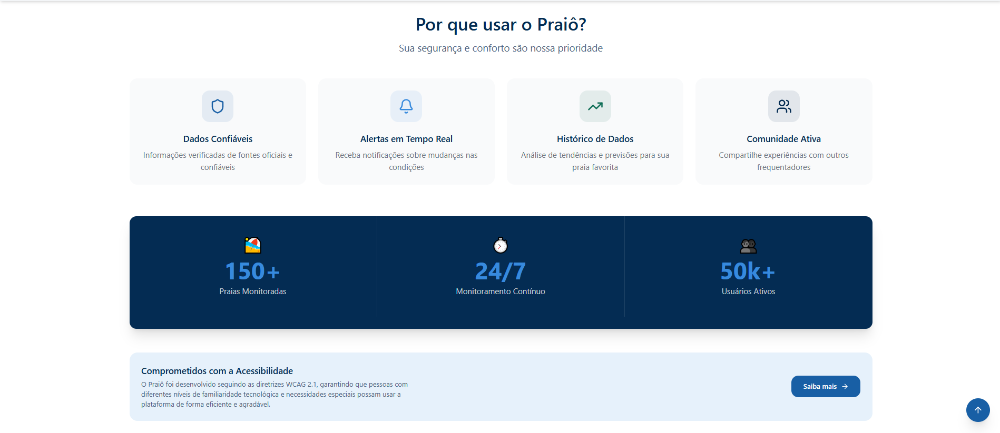 Por que usar o Praiô?
Sua segurança e conforto são nossa prioridade
Dados Confiáveis
Informações verificadas de fontes oficiais e
confiáveis
Alertas em Tempo Real
Receba notificações sobre mudanças nas
condições
Histórico de Dados
Análise de tendências e previsões para sua
praia favorita
Comunidade Ativa
Compartilhe experiências com outros
frequentadores
150+
Praias Monitoradas
24/7
Monitoramento Contínuo
50k+
Usuários Ativos
Comprometidos com a Acessibilidade
O Praiô foi desenvolvido seguindo as diretrizes WCAG 2.1, garantindo que pessoas com
diferentes níveis de familiaridade tecnológica e necessidades especiais possam usar a
plataforma de forma eficiente e agradável.
Saiba mais